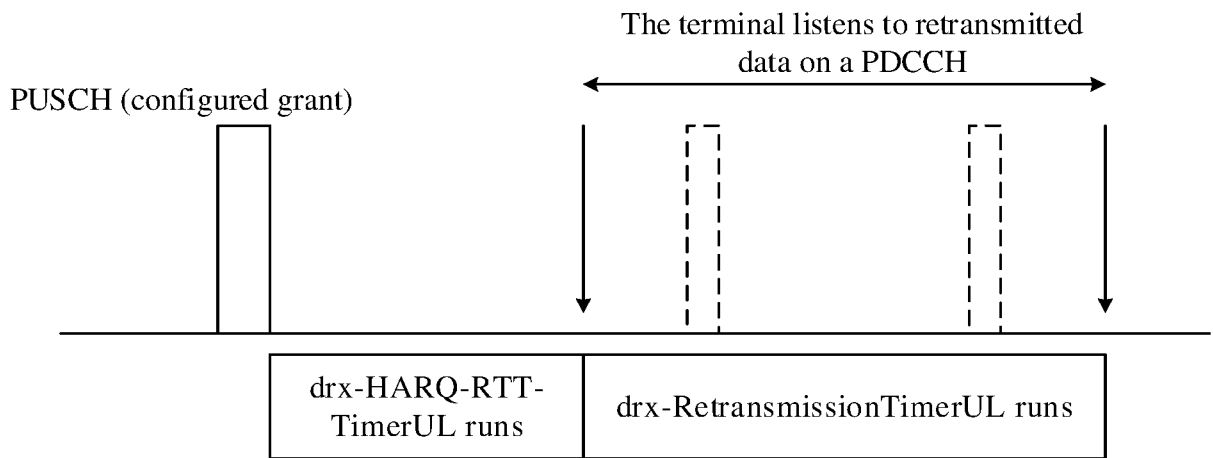 The terminal listens to retransmitted
data on a PDCCH
PUSCH (configured grant)
drx-HARQ-RTT-
TimerUL runs
drx-RetransmissionTimerUL runs